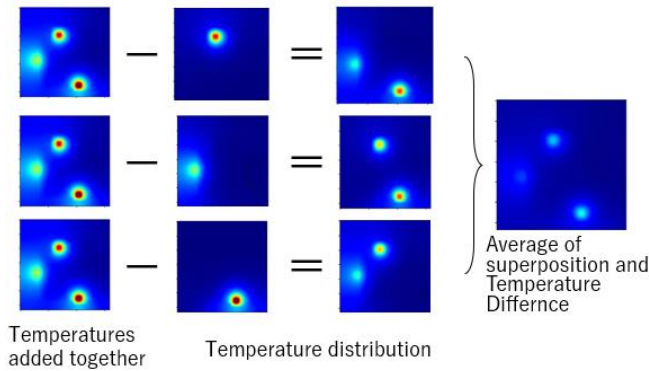 Average of
superposition and
Temperature
Differnce
Temperatures
added together
Temperature distribution